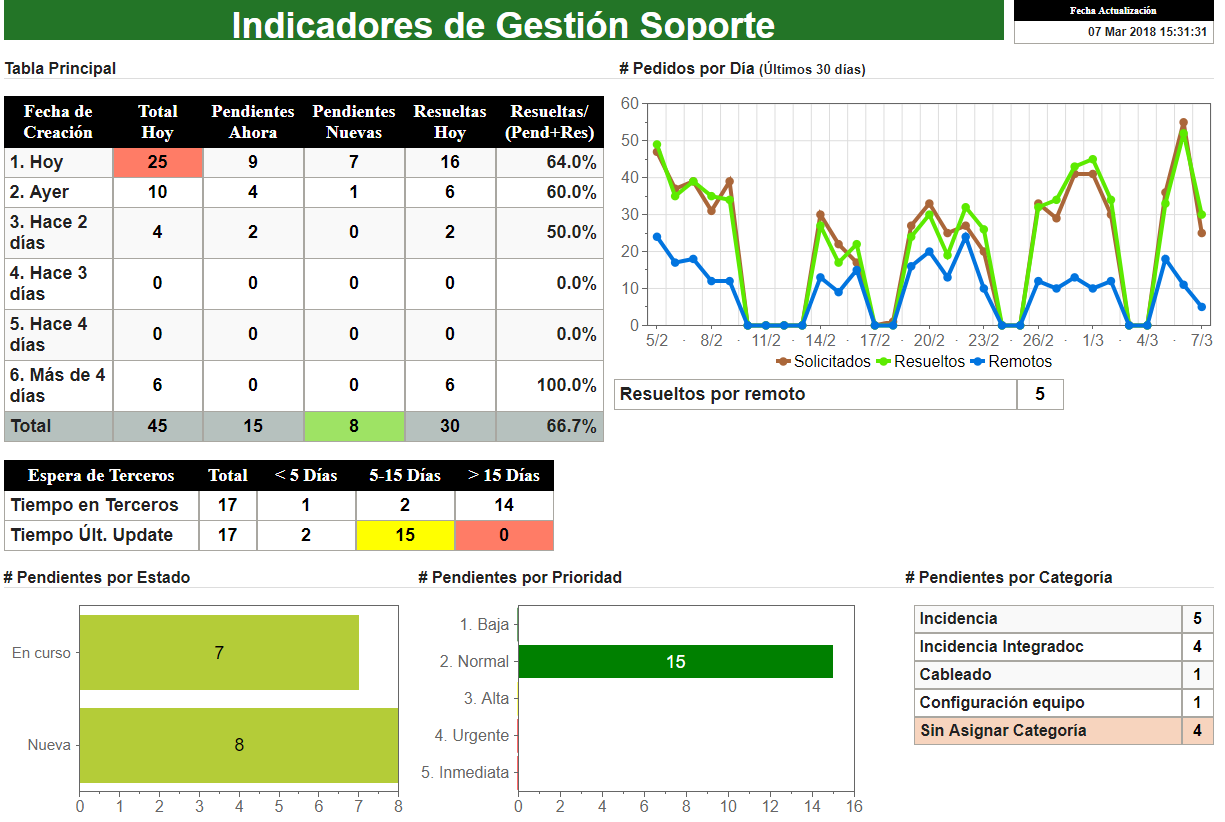 Indicadores de Gestión Soporte
Fecha Actualización
07 Mar 2018 15:31:31
Tabla Principal
Fecha de Creación Total Hoy Pendientes Ahora Pendientes Nuevas Resueltas Hoy Resueltas/ (Pend+Res)
1. Hoy 25 9 7 16 64.0%
2. Ayer 10 4 1 6 60.0%
3. Hace 2 días 4 2 0 2 50.0%
4. Hace 3 días 0 0 0 0 0.0%
5. Hace 4 días 0 0 0 0 0.0%
6. Más de 4 días 6 0 0 6 100.0%
Total 45 15 8 30 66.7%
# Pedidos por Día (Últimos 30 días)
60
50
40
30
20
10
0
5/2 · 8/2 · 11/2 · 14/2 · 17/2 · 20/2 · 23/2 · 26/2 · 1/3 · 4/3 · 7/3
Solicitados Resueltos Remotos
Resueltos por remoto 5
Espera de Terceros Total < 5 Días 5-15 Días > 15 Días
Tiempo en Terceros 17 1 2 14
Tiempo Últ. Update 17 2 15 0
# Pendientes por Estado
En curso 7
Nueva 8
0 1 2 3 4 5 6 7 8
# Pendientes por Prioridad
1. Baja
2. Normal 15
3. Alta
4. Urgente
5. Inmediata
0 2 4 6 8 10 12 14 16
# Pendientes por Categoría
Incidencia 5
Incidencia Integradoc 4
Cableado 1
Configuración equipo 1
Sin Asignar Categoría 4